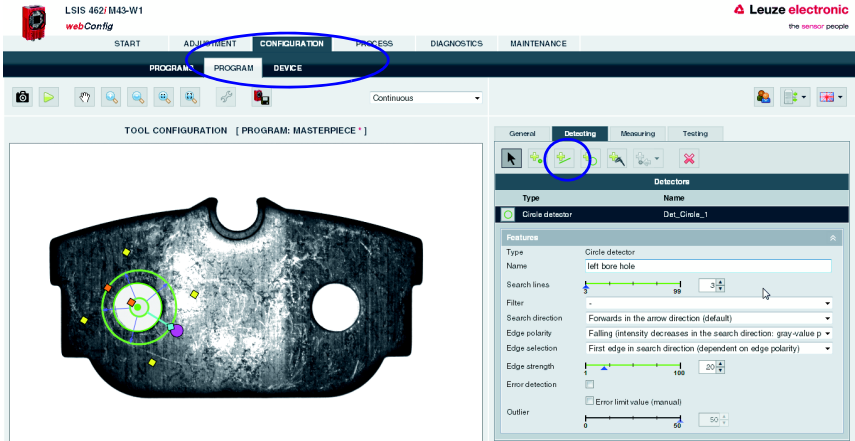 LSIS 462i M43-W1
webConfig
Leuze electronic
the sensor people
START ADJUSTMENT CONFIGURATION PROCESS DIAGNOSTICS MAINTENANCE
PROGRAMS PROGRAM DEVICE
Continuous
TOOL CONFIGURATION [ PROGRAM: MASTERPIECE * ]
General Detecting Measuring Testing
Detectors
Type Name
Circle detector Det_Circle_1
Features
Type Circle detector
Name left bore hole
Search lines 3 99 3
Filter -
Search direction Forwards in the arrow direction (default)
Edge polarity Falling (intensity decreases in the search direction: gray-value p
Edge selection First edge in search direction (dependent on edge polarity)
Edge strength 1 100 20
Error detection
Error limit value (manual)
Outlier 0 50 50